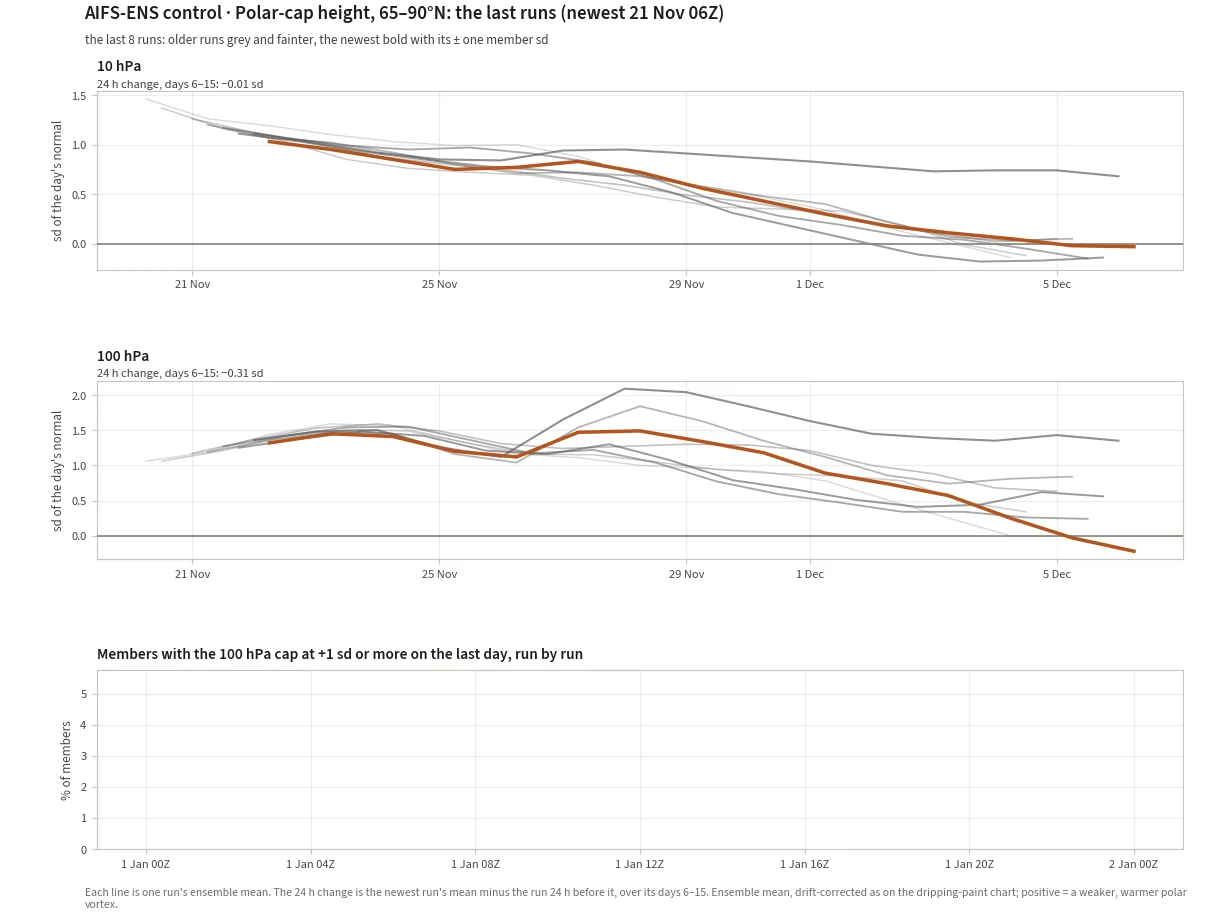 AIFS-ENS control · Polar-cap height, 65–90°N: the last runs (newest 21 Nov 06Z)
the last 8 runs: older runs grey and fainter, the newest bold with its ± one member sd
10 hPa
24 h change, days 6–15: −0.01 sd
sd of the day's normal
1.5
1.0
0.5
0.0
21 Nov 25 Nov 29 Nov 1 Dec 5 Dec
100 hPa
24 h change, days 6–15: −0.31 sd
sd of the day's normal
2.0
1.5
1.0
0.5
0.0
21 Nov 25 Nov 29 Nov 1 Dec 5 Dec
Members with the 100 hPa cap at +1 sd or more on the last day, run by run
% of members
5
4
3
2
1
0
1 Jan 00Z 1 Jan 04Z 1 Jan 08Z 1 Jan 12Z 1 Jan 16Z 1 Jan 20Z 2 Jan 00Z
Each line is one run's ensemble mean. The 24 h change is the newest run's mean minus the run 24 h before it, over its days 6–15. Ensemble mean, drift-corrected as on the dripping-paint chart; positive = a weaker, warmer polar
vortex.